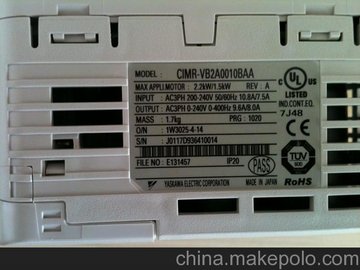 MODEL : CIMR-VB2A0010BAA
MAX APPLI. MOTOR : 2.2kW/1.5kW REV : A
INPUT : AC3PH 200-240V 50/60Hz 10.8A/7.5A
OUTPUT : AC3PH 0-240V 0-400Hz 9.6A/8.0A
MASS : 1.7kg PRG : 1020
O/N : 1W3025-4-14
S/N : J0117D936410014
FILE NO : E131457 IP20
YASKAWA ELECTRIC CORPORATION
PASS
C UL US
LISTED
IND.CONT.EQ.
7J48
TÜV
RoHS
china.makepolo.com